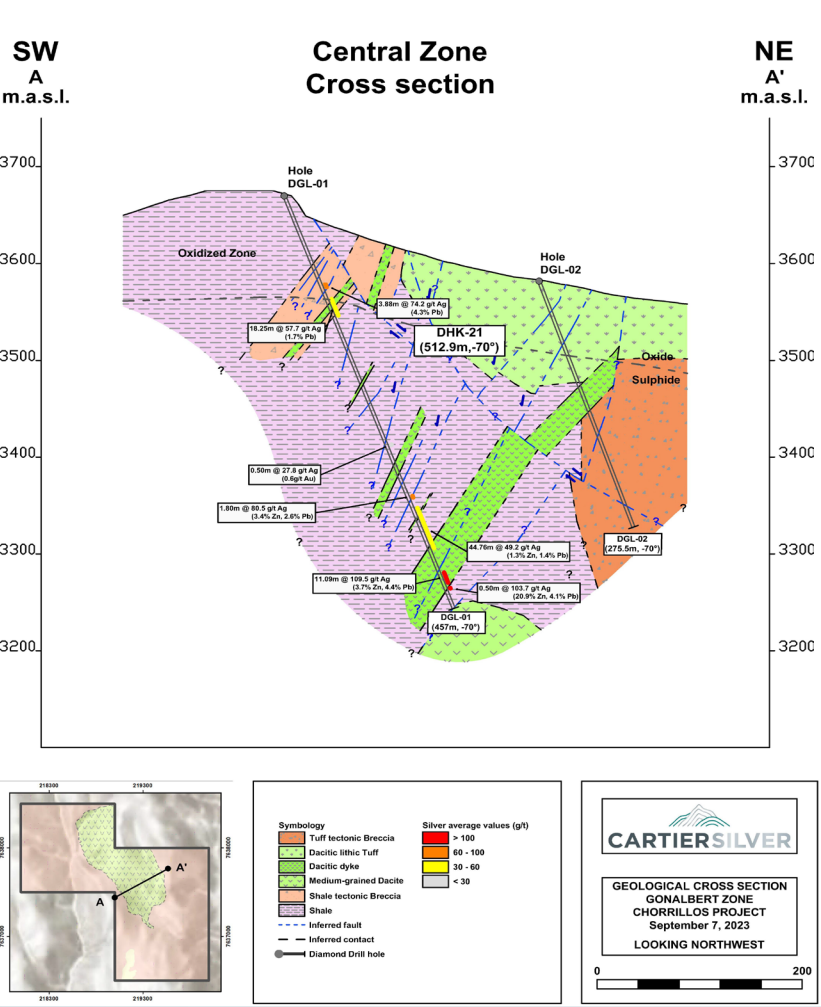 SW
A
m.a.s.l.
Central Zone
Cross section
NE
A'
m.a.s.l.
3700
3600
3500
3400
3300
3200
3700
3600
3500
3400
3300
3200
Hole
DGL-01
Oxidized Zone
Hole
DGL-02
3.88m @ 74.2 g/t Ag
(4.3% Pb)
18.25m @ 57.7 g/t Ag
(1.7% Pb)
DHK-21
(512.9m,-70°)
Oxide
Sulphide
0.50m @ 27.8 g/t Ag
(0.6g/t Au)
1.80m @ 80.5 g/t Ag
(3.4% Zn, 2.6% Pb)
44.76m @ 49.2 g/t Ag
(1.3% Zn, 1.4% Pb)
DGL-02
(275.5m, -70°)
11.09m @ 109.5 g/t Ag
(3.7% Zn, 4.4% Pb)
0.50m @ 103.7 g/t Ag
(20.9% Zn, 4.1% Pb)
DGL-01
(457m, -70°)
218300
219300
7638000
7637000
A
A'
7638000
7637000
218300
219300
Symbology
Tuff tectonic Breccia
Dacitic lithic Tuff
Dacitic dyke
Medium-grained Dacite
Shale tectonic Breccia
Shale
Inferred fault
Inferred contact
Diamond Drill hole
Silver average values (g/t)
> 100
60 - 100
30 - 60
< 30
CARTIER SILVER
GEOLOGICAL CROSS SECTION
GONALBERT ZONE
CHORRILLOS PROJECT
September 7, 2023
LOOKING NORTHWEST
0
200